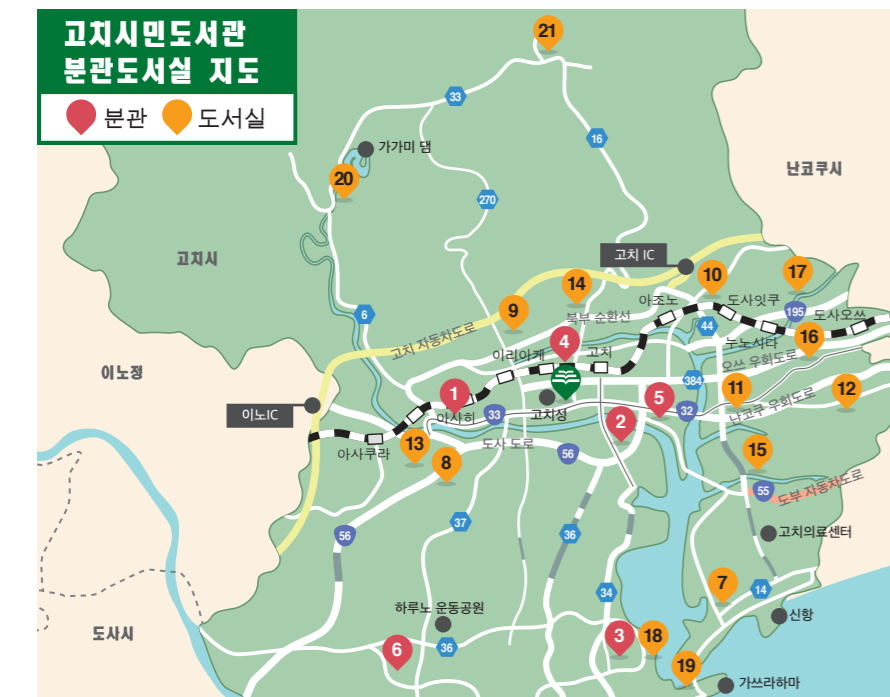 고치시민도서관
분관도서실 지도
분관 도서실
21
33
16
가가미 댐
난코쿠시
20
270
고치시
고치 IC
10
17
14
아조노
도사잇쿠
9
북부 순환선
195
도사오쓰
6
44
고치 자동차도로
4
누노시다
16
이리아케
고치
오쓰 우회도로
이노정
384
1
5
11
12
이노IC
아사히
33
고치성
2
32
난코쿠 우회도로
13
아사쿠라
8
도사 도로
56
15
55
도부 자동차도로
37
56
36
고치의료센터
7
14
34
하루노 운동공원
신항
도사시
3
18
6
36
19
가쓰라하마